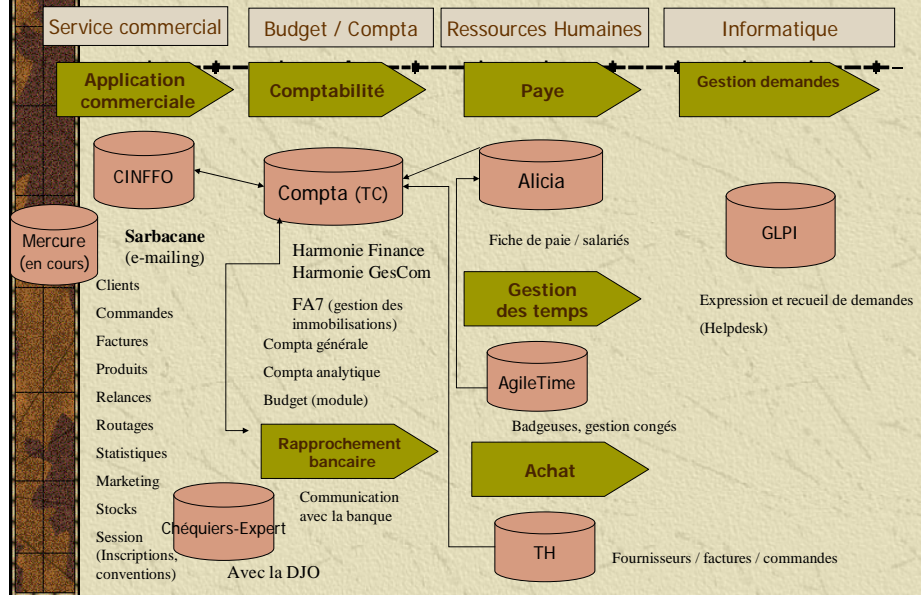 Service commercial
Budget / Compta
Ressources Humaines
Informatique
Application
commerciale
Comptabilité
Paye
Gestion demandes
CINFFO
Compta (TC)
Alicia
GLPI
Mercure
(en cours)
Sarbacane
(e-mailing)
Clients
Commandes
Factures
Produits
Relances
Routages
Statistiques
Marketing
Stocks
Session
(Inscriptions,
conventions)
Harmonie Finance
Harmonie GesCom
FA7 (gestion des
immobilisations)
Compta générale
Compta analytique
Budget (module)
Rapprochement
bancaire
Communication
avec la banque
Chéquiers-Expert
Avec la DJO
Fiche de paie / salariés
Gestion
des temps
AgileTime
Badgeuses, gestion congés
Achat
TH
Fournisseurs / factures / commandes
Expression et recueil de demandes
(Helpdesk)